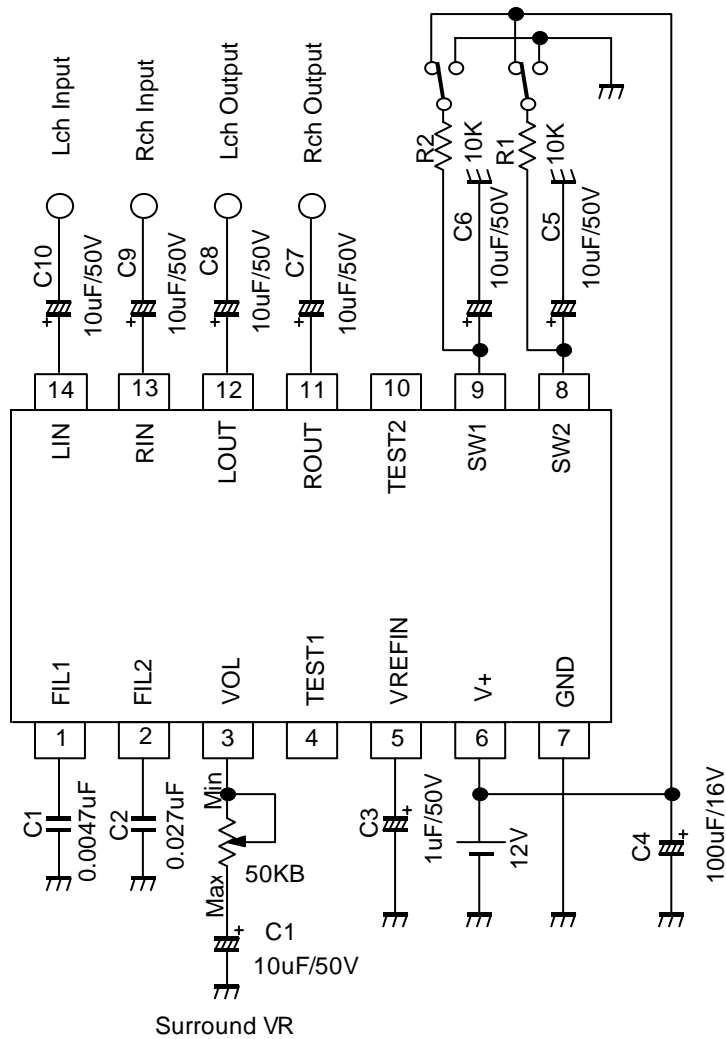 Lch Input
Rch Input
Lch Output
Rch Output
R2
10K
R1
10K
C10
10uF/50V
C9
10uF/50V
C8
10uF/50V
C7
10uF/50V
C6
10uF/50V
C5
10uF/50V
14
13
12
11
10
9
8
LIN
RIN
LOUT
ROUT
TEST2
SW1
SW2
FIL1
FIL2
VOL
TEST1
VREFIN
V+
GND
1
2
3
4
5
6
7
C1
0.0047uF
C2
0.027uF
Min
50KB
Max
C1
10uF/50V
C3
1uF/50V
12V
C4
100uF/16V
Surround VR